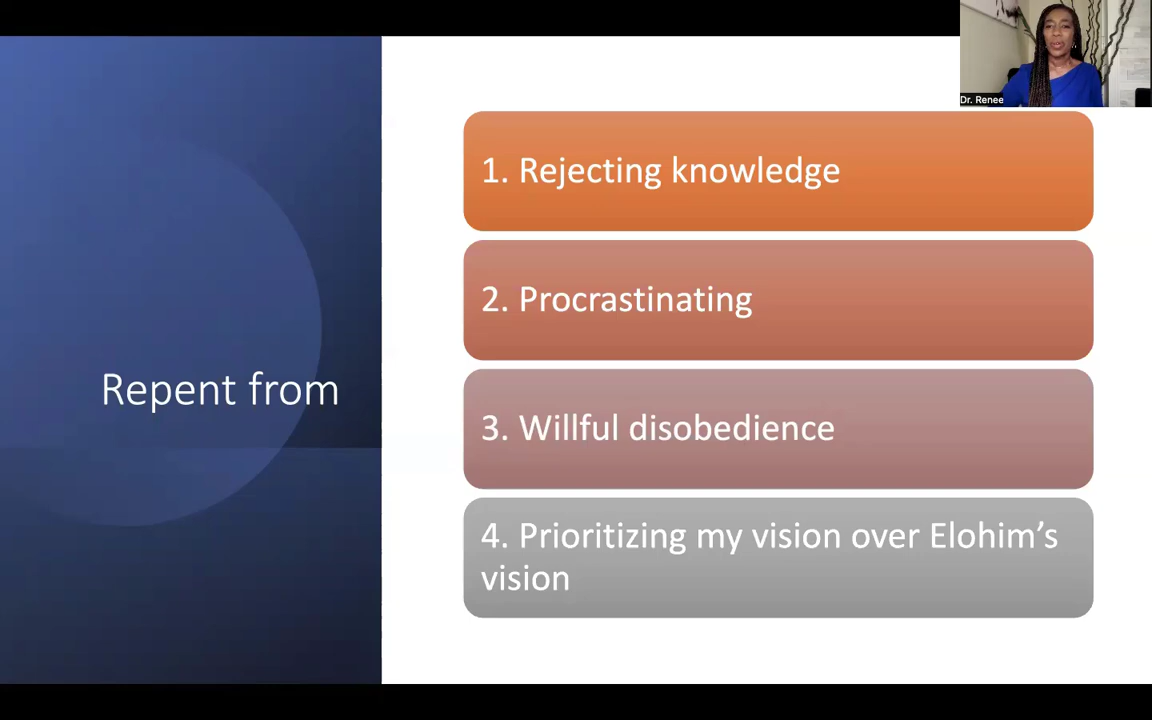 Dr. Renee
1. Rejecting knowledge
2. Procrastinating
Repent from
3. Willful disobedience
4. Prioritizing my vision over Elohim’s
vision